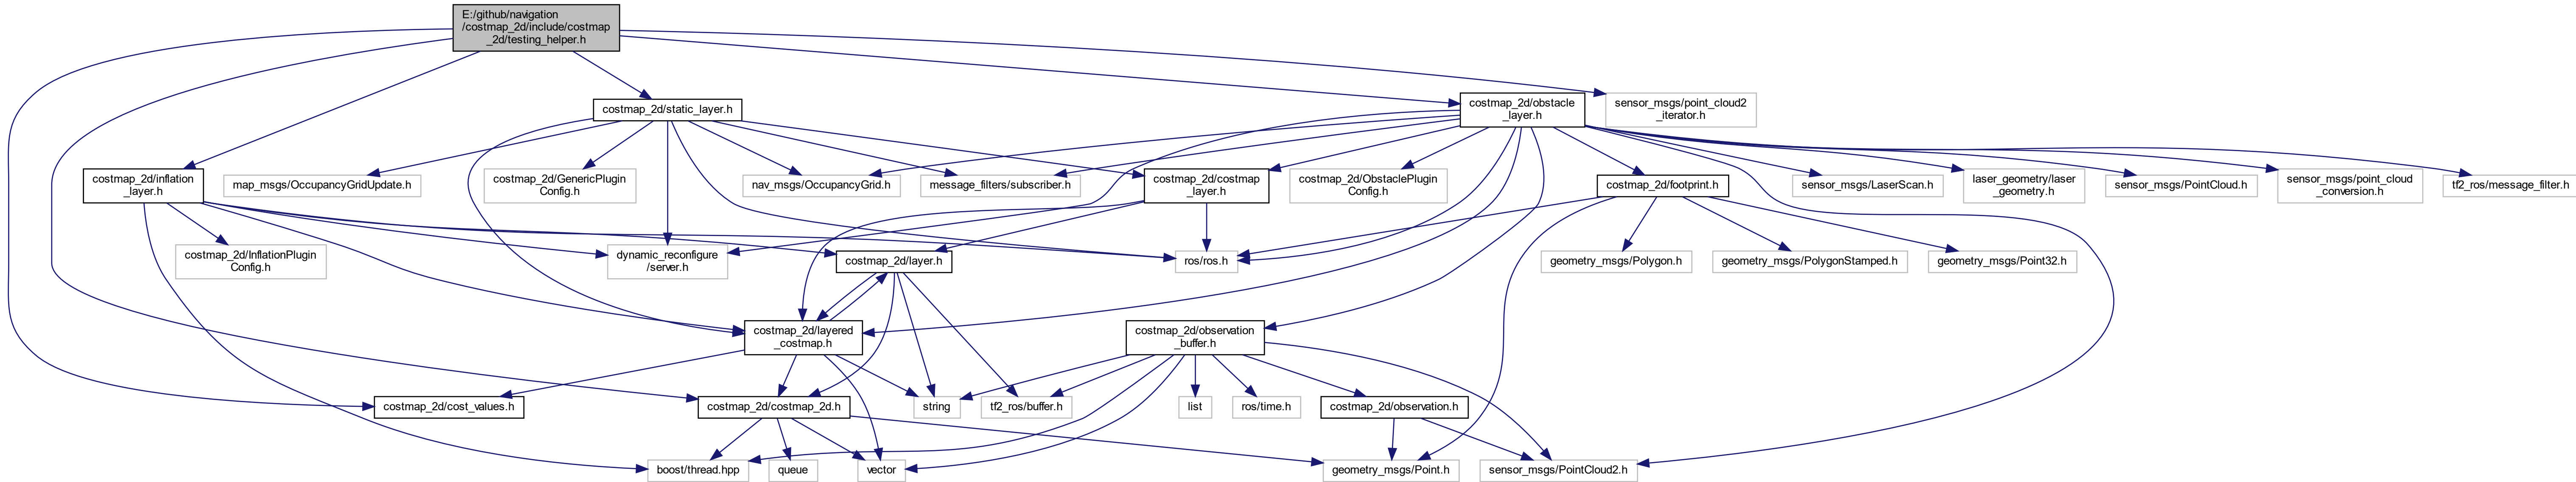 E:/github/navigation
/costmap_2d/include/costmap
_2d/testing_helper.h
costmap_2d/static_layer.h
costmap_2d/obstacle
_layer.h
sensor_msgs/point_cloud2
_iterator.h
costmap_2d/inflation
_layer.h
map_msgs/OccupancyGridUpdate.h
costmap_2d/GenericPlugin
Config.h
nav_msgs/OccupancyGrid.h
message_filters/subscriber.h
costmap_2d/costmap
_layer.h
costmap_2d/ObstaclePlugin
Config.h
costmap_2d/footprint.h
sensor_msgs/LaserScan.h
laser_geometry/laser
_geometry.h
sensor_msgs/PointCloud.h
sensor_msgs/point_cloud
_conversion.h
tf2_ros/message_filter.h
costmap_2d/InflationPlugin
Config.h
dynamic_reconfigure
/server.h
costmap_2d/layer.h
ros/ros.h
geometry_msgs/Polygon.h
geometry_msgs/PolygonStamped.h
geometry_msgs/Point32.h
costmap_2d/layered
_costmap.h
costmap_2d/observation
_buffer.h
costmap_2d/cost_values.h
costmap_2d/costmap_2d.h
string
tf2_ros/buffer.h
list
ros/time.h
costmap_2d/observation.h
boost/thread.hpp
queue
vector
geometry_msgs/Point.h
sensor_msgs/PointCloud2.h